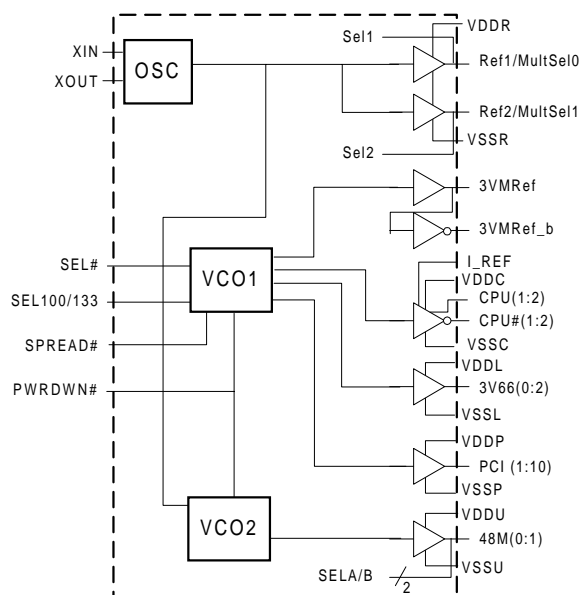 VDDR
Sel1
XIN
OSC
Ref1/MultSel0
XOUT
Ref2/MultSel1
VSSR
Sel2
3VMRef
3VMRef_b
SEL#
VCO1
I_REF
VDDC
SEL100/133
CPU(1:2)
CPU#(1:2)
SPREAD#
VSSC
VDDL
PWRDWN#
3V66(0:2)
VSSL
VDDP
PCI (1:10)
VSSP
VCO2
VDDU
48M(0:1)
VSSU
SELA/B
2